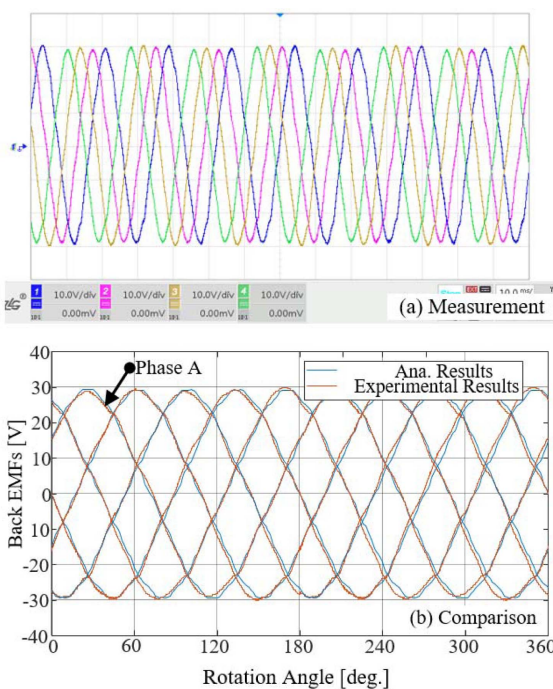 1 2 3 4
10.0V/div 10.0V/div 10.0V/div 10.0V/div
0.00mV 0.00mV 0.00mV 0.00mV
(a) Measurement
40
30
20
10
0
-10
-20
-30
-40
Back EMFs [V]
Phase A
Ana. Results
Experimental Results
(b) Comparison
0 60 120 180 240 300 360
Rotation Angle [deg.]